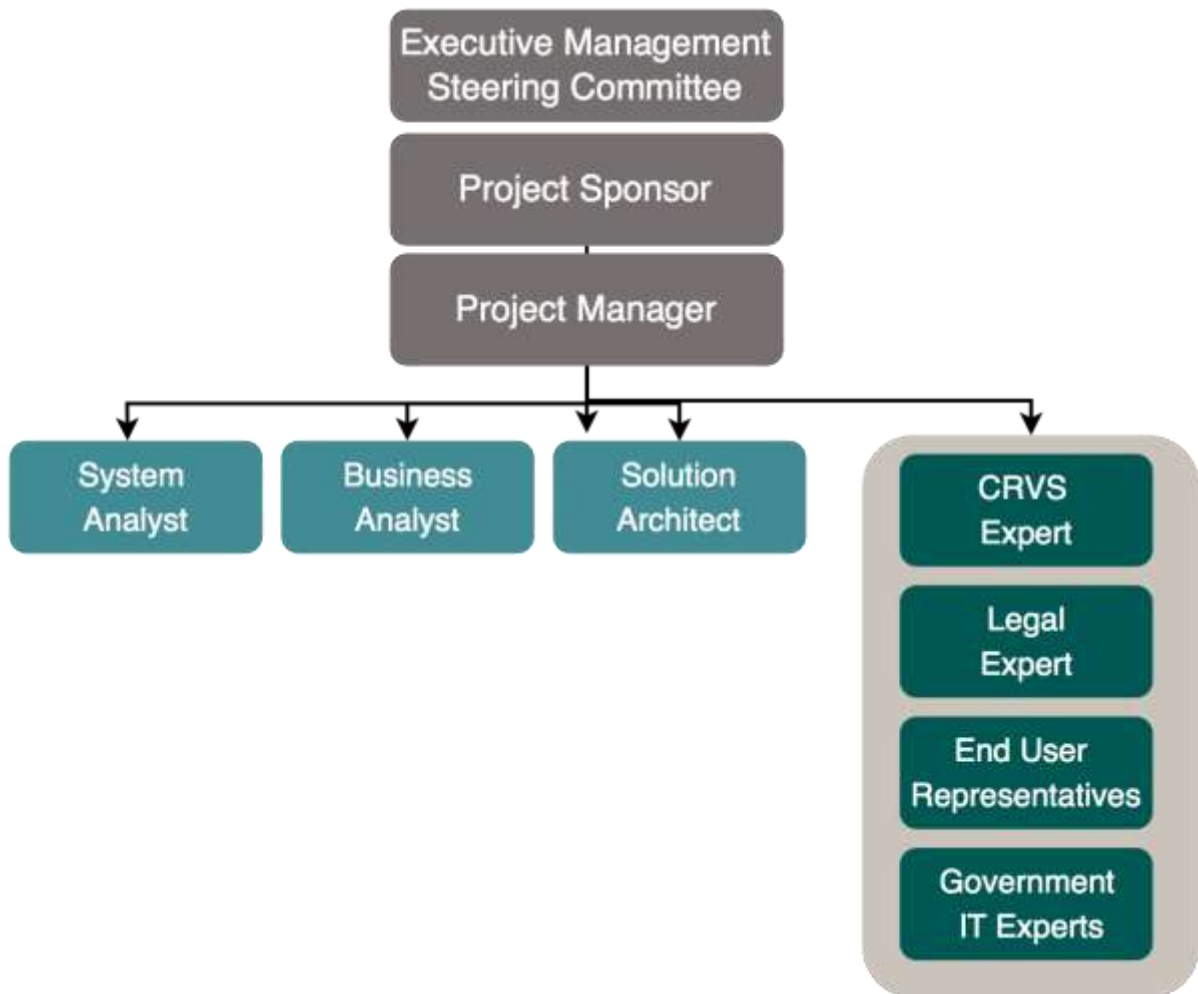 Executive Management
Steering Committee
Project Sponsor
Project Manager
System
Analyst
Business
Analyst
Solution
Architect
CRVS
Expert
Legal
Expert
End User
Representatives
Government
IT Experts